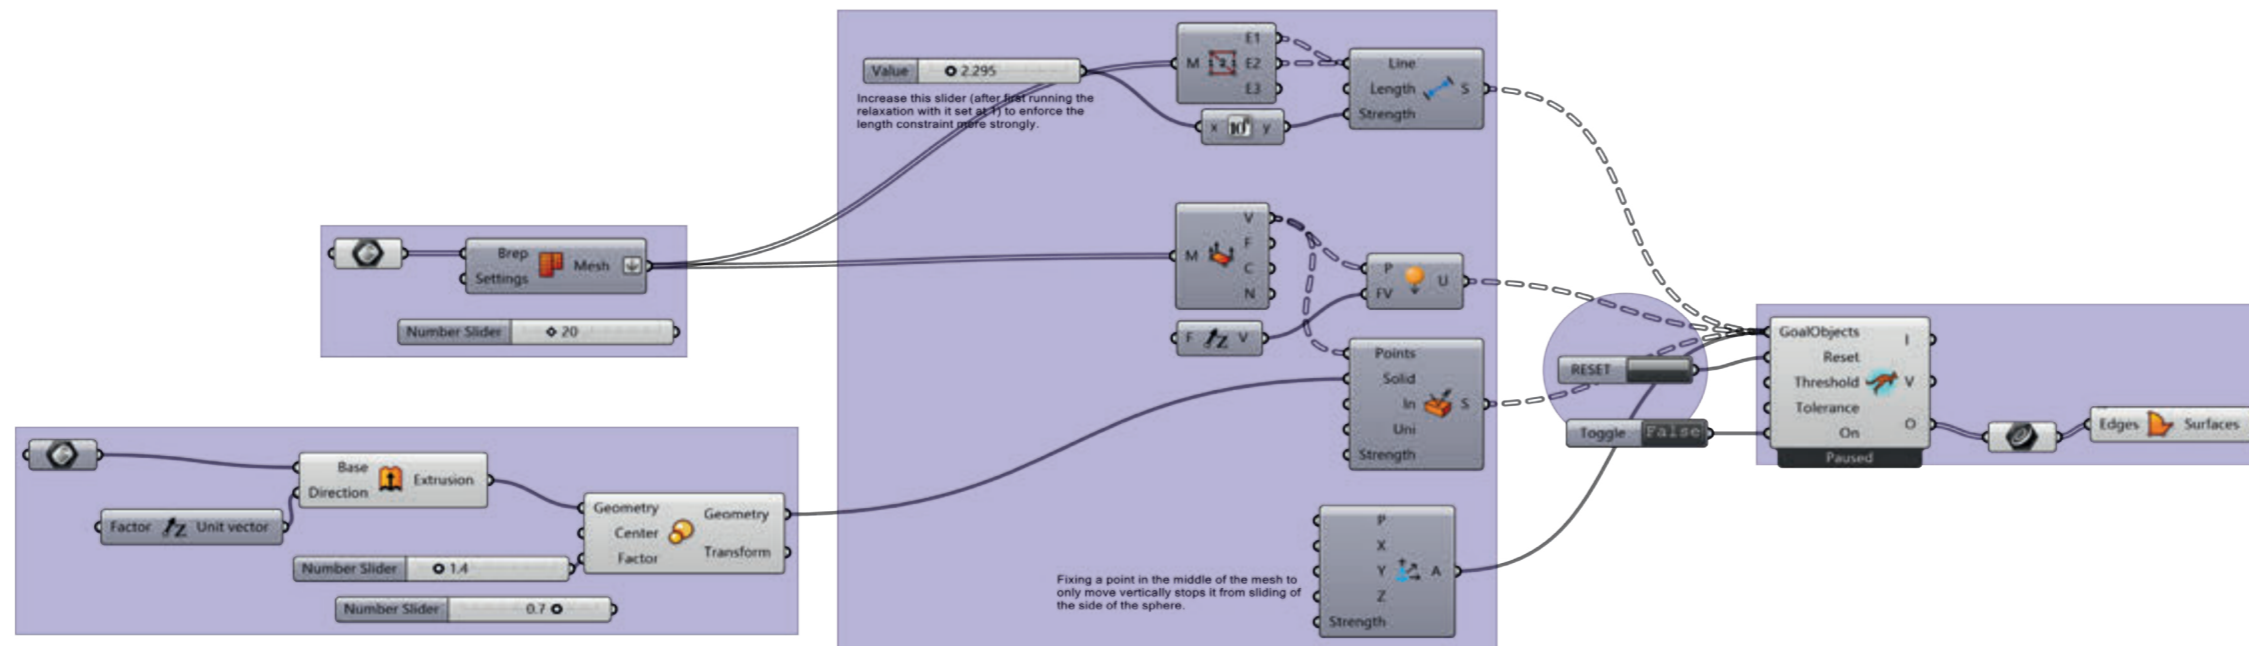 Value 2.295
Increase this slider (after first running the
relaxation with it set at 1) to enforce the
length constraint more strongly.
M E1 E2 E3
Line
Length S
Strength
x 10ˣ y
Brep
Settings
Mesh
Number Slider 20
M V F C N
P
FV
U
F Z V
Points
Solid
In
Uni
Strength
S
Base
Direction
Extrusion
Factor Z Unit vector
Geometry
Center
Factor
Geometry
Transform
Number Slider 1.4
Number Slider 0.7
Fixing a point in the middle of the mesh to
only move vertically stops it from sliding of
the side of the sphere.
P
X
Y
Z
Strength
A
RESET
Toggle False
GoalObjects
Reset
Threshold
Tolerance
On
I
V
O
Paused
Edges Surfaces